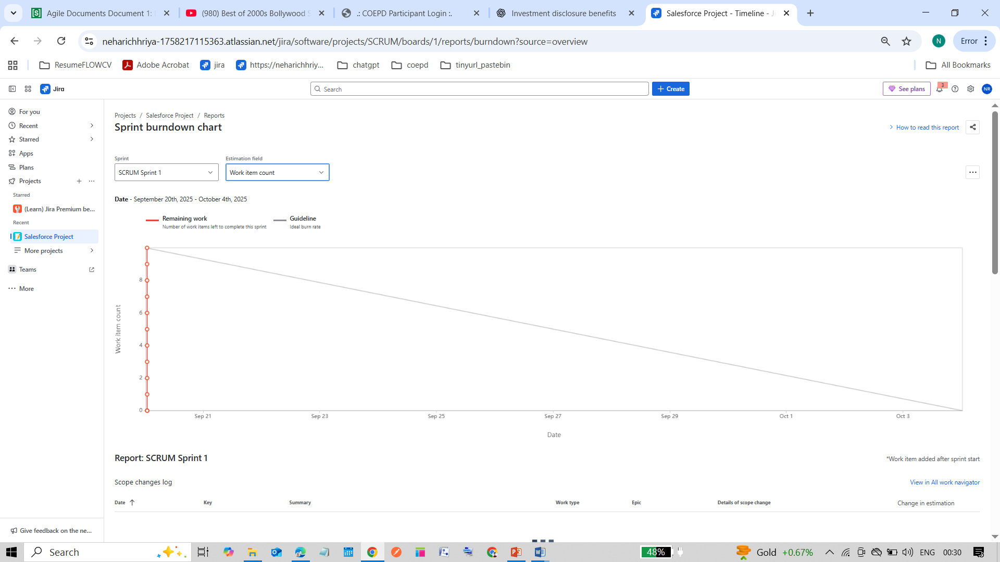 Agile Documents Document 1:
(980) Best of 2000s Bollywood S
.: COEPD Participant Login :.
Investment disclosure benefits
Salesforce Project - Timeline - Ji
neharichhriya-1758217115363.atlassian.net/jira/software/projects/SCRUM/boards/1/reports/burndown?source=overview
N
Error
ResumeFLOWCV
Adobe Acrobat
jira
https://neharichhriy...
chatgpt
coepd
tinyurl_pastebin
All Bookmarks
Jira
Search
Create
See plans
3
NR
For you
Recent
Starred
Apps
Plans
Projects
Starred
(Learn) Jira Premium be...
Recent
Salesforce Project
More projects
Teams
More
Give feedback on the ne...
Projects / Salesforce Project / Reports
Sprint burndown chart
How to read this report
Sprint
Estimation field
SCRUM Sprint 1
Work item count
Date - September 20th, 2025 - October 4th, 2025
Remaining work
Number of work items left to complete this sprint
Guideline
Ideal burn rate
Work item count
8
6
4
2
0
Sep 21
Sep 23
Sep 25
Sep 27
Sep 29
Oct 1
Oct 3
Date
Report: SCRUM Sprint 1
*Work item added after sprint start
Scope changes log
View in All work navigator
Date
Key
Summary
Work type
Epic
Details of scope change
Change in estimation
Search
48%
Gold +0.67%
ENG
00:30